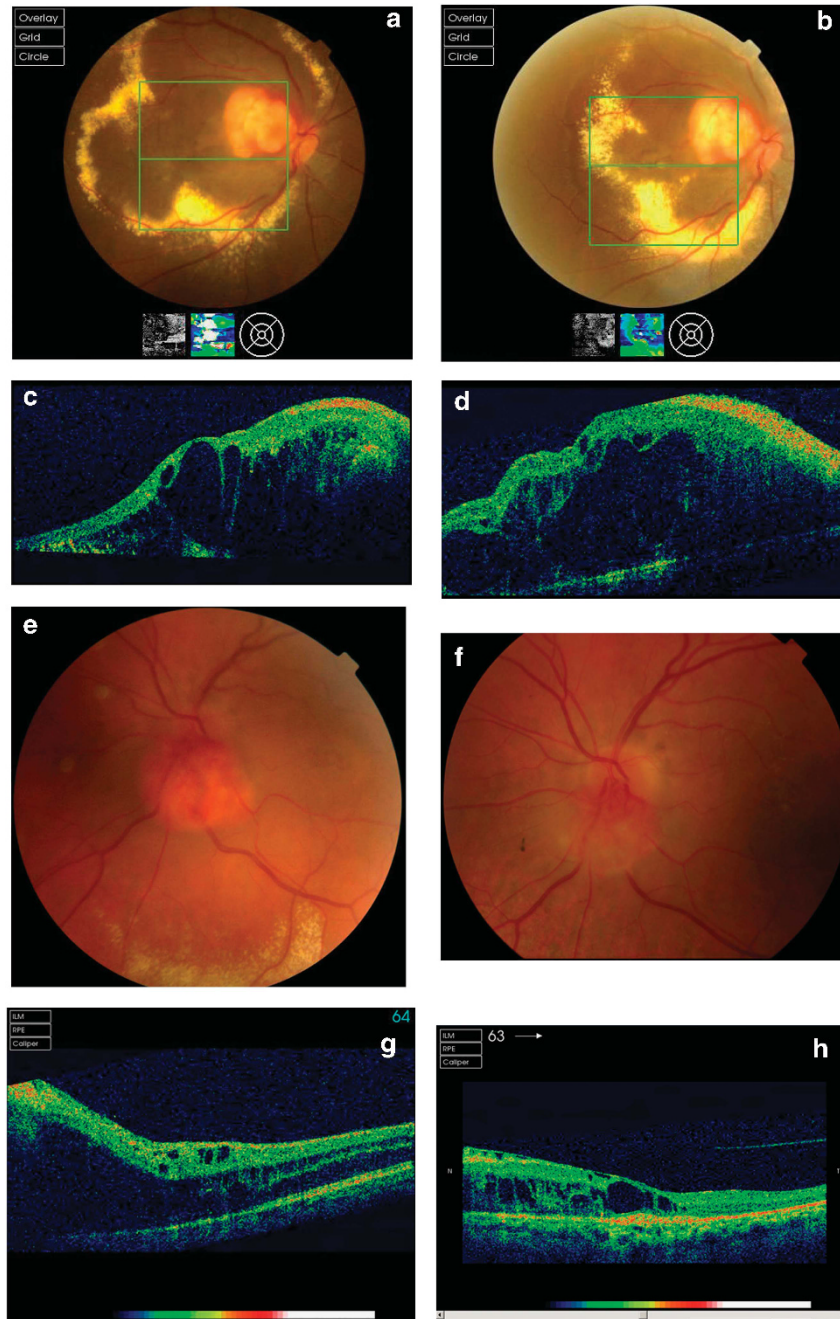 Overlay
Grid
Circle
a
Overlay
Grid
Circle
b
c
d
e
f
ILM
RPE
Caliper
64
g
ILM
RPE
Caliper
63
h
N